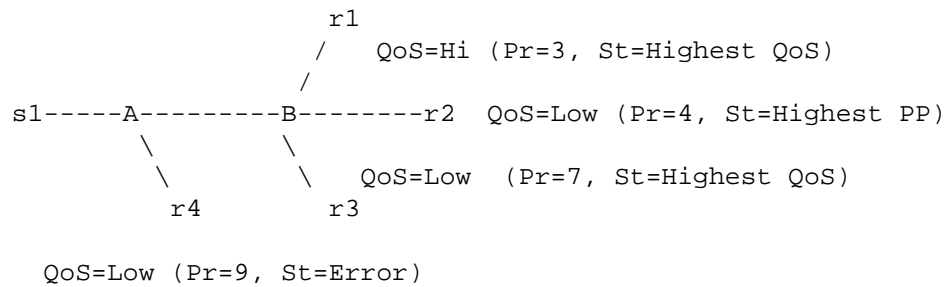 r1
/ QoS=Hi (Pr=3, St=Highest QoS)
/
s1-----A---------B--------r2 QoS=Low (Pr=4, St=Highest PP)
\ \
\ \ QoS=Low (Pr=7, St=Highest QoS)
r4 r3
QoS=Low (Pr=9, St=Error)